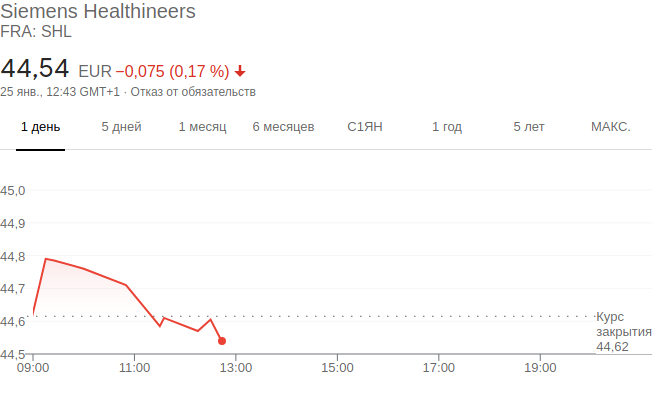 Siemens Healthineers
FRA: SHL
44,54 EUR −0,075 (0,17 %)
25 янв., 12:43 GMT+1 · Отказ от обязательств
1 день 5 дней 1 месяц 6 месяцев С1ЯН 1 год 5 лет МАКС.
45,0
44,9
44,8
44,7
44,6
44,5
Курс
закрытия
44,62
09:00 11:00 13:00 15:00 17:00 19:00